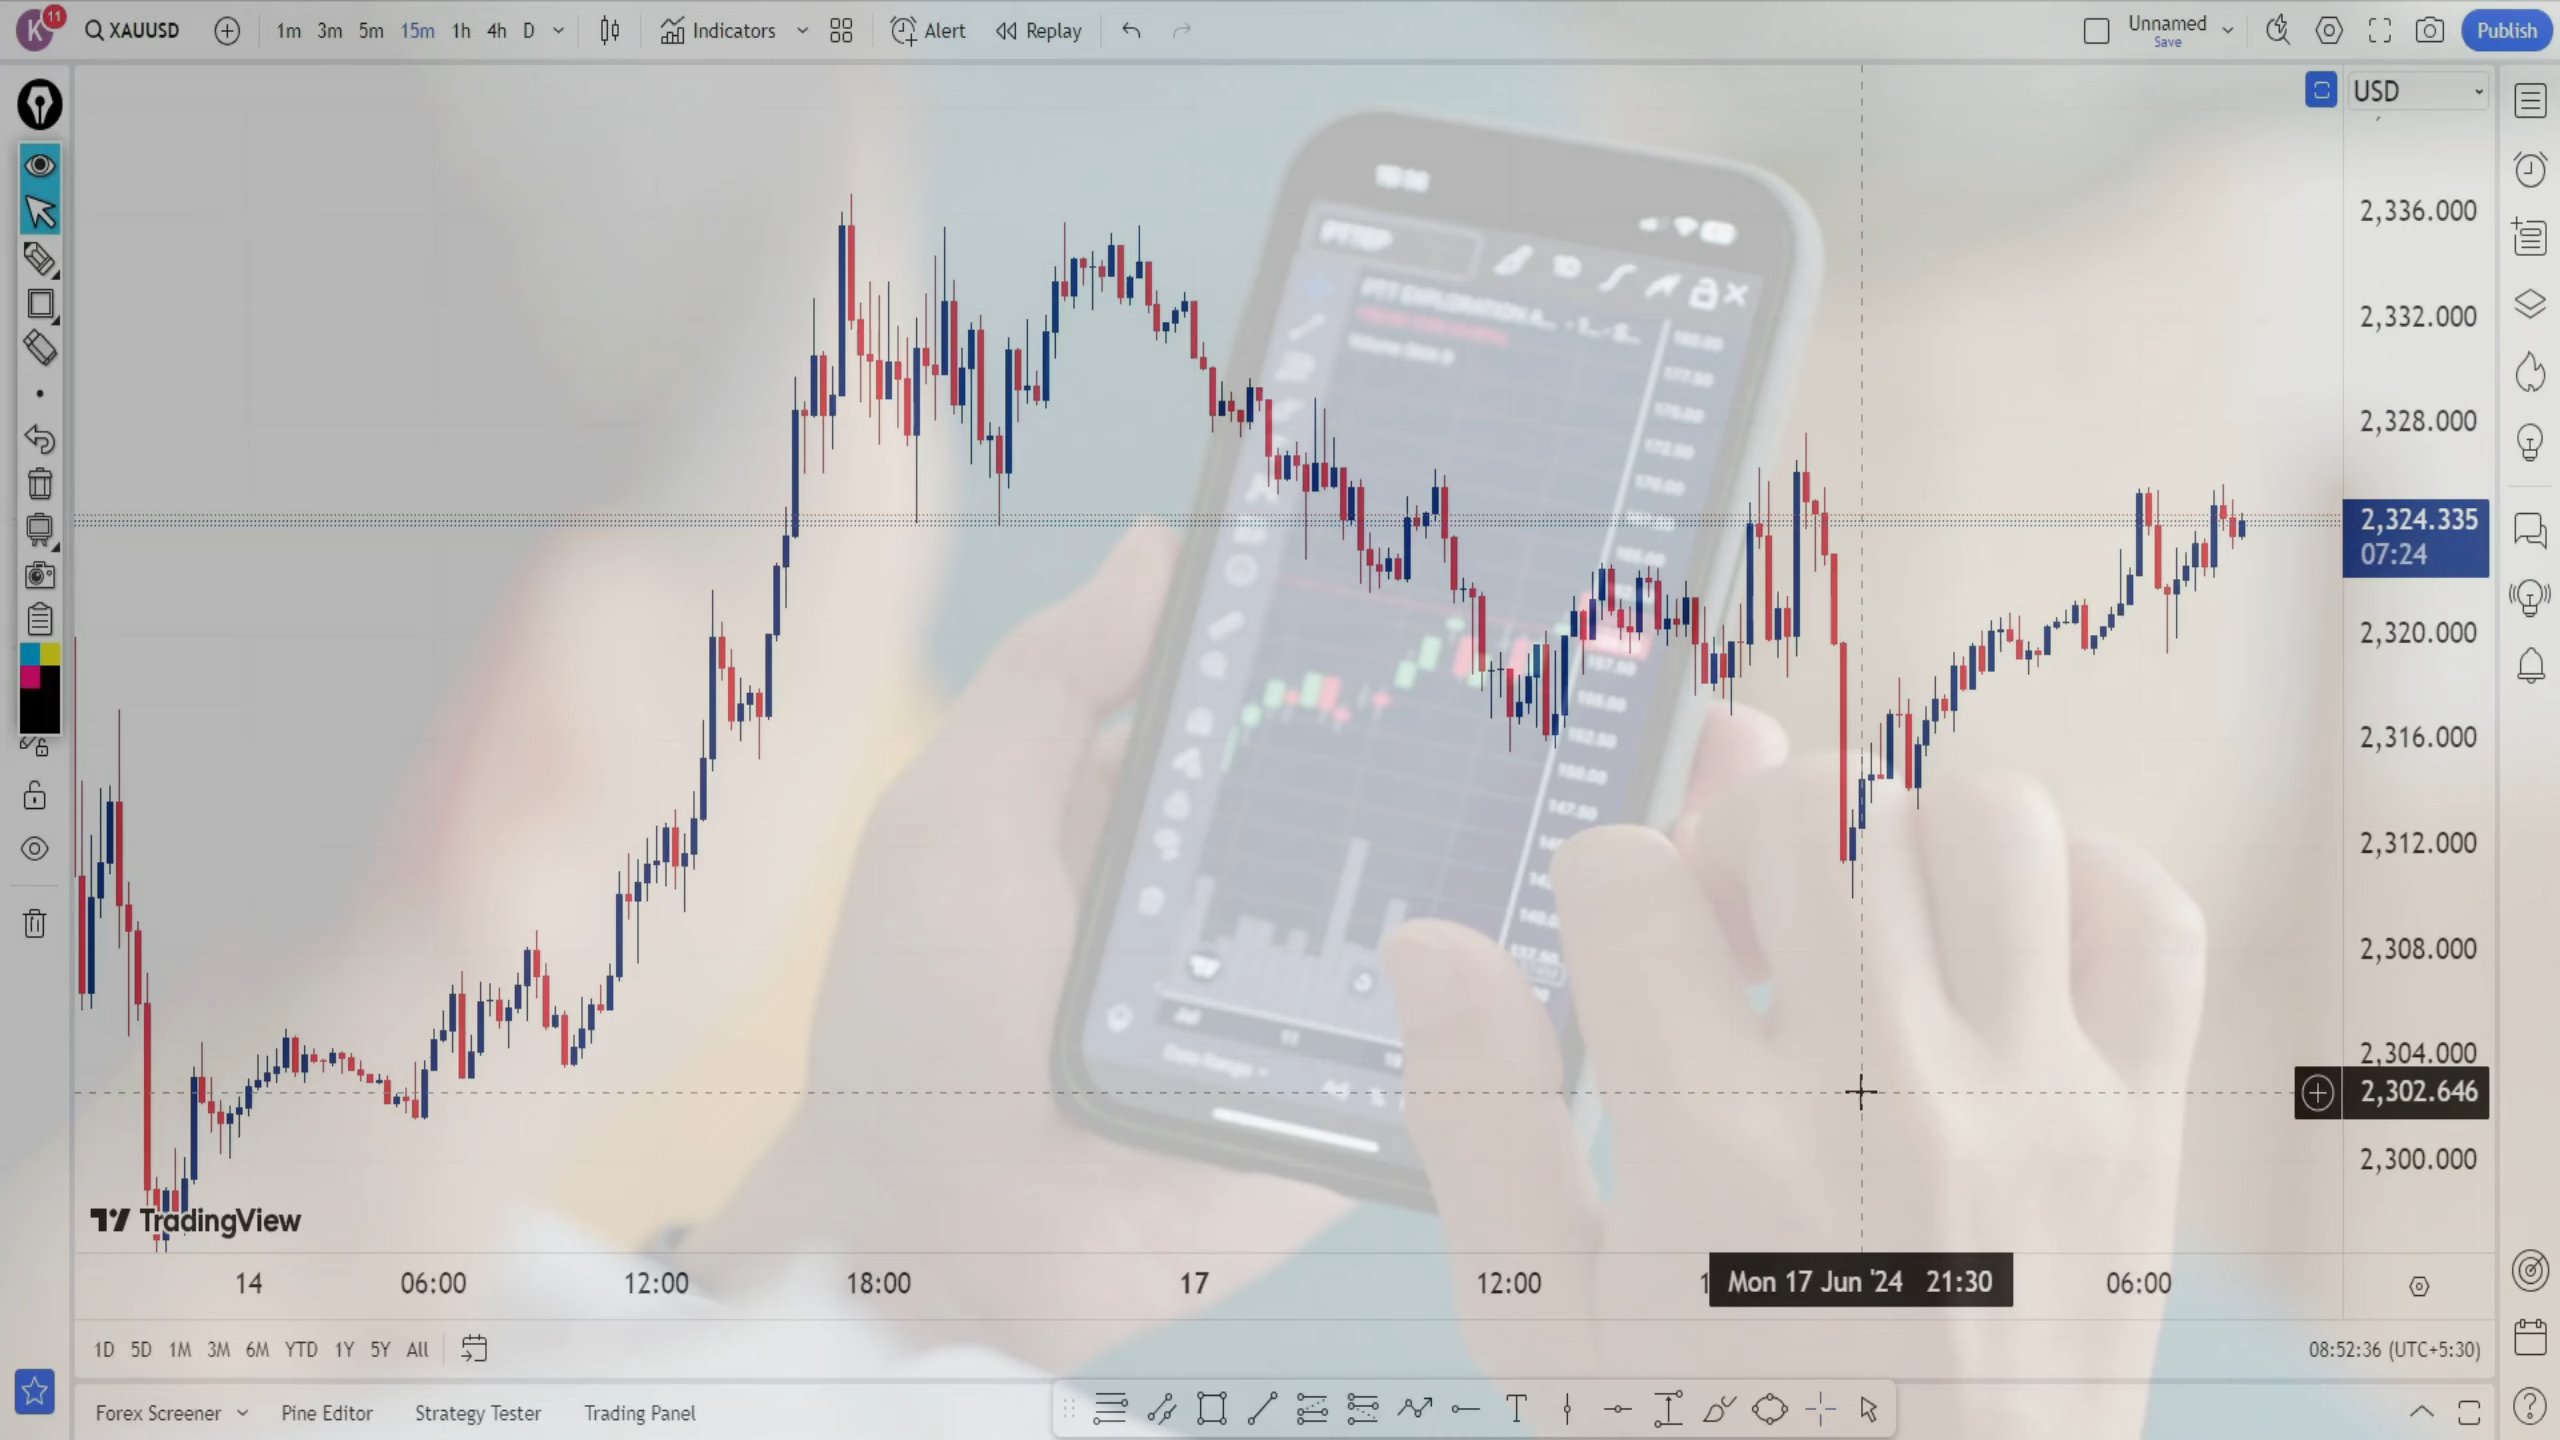 K 11 XAUUSD 1m 3m 5m 15m 1h 4h D Indicators Alert Replay Unnamed Save Publish
USD
2,336.000
2,332.000
2,328.000
2,324.335
07:24
2,320.000
2,316.000
2,312.000
2,308.000
2,304.000
2,302.646
2,300.000
TradingView
14 06:00 12:00 18:00 17 12:00 Mon 17 Jun '24 21:30 06:00
1D 5D 1M 3M 6M YTD 1Y 5Y All 08:52:36 (UTC+5:30)
Forex Screener Pine Editor Strategy Tester Trading Panel